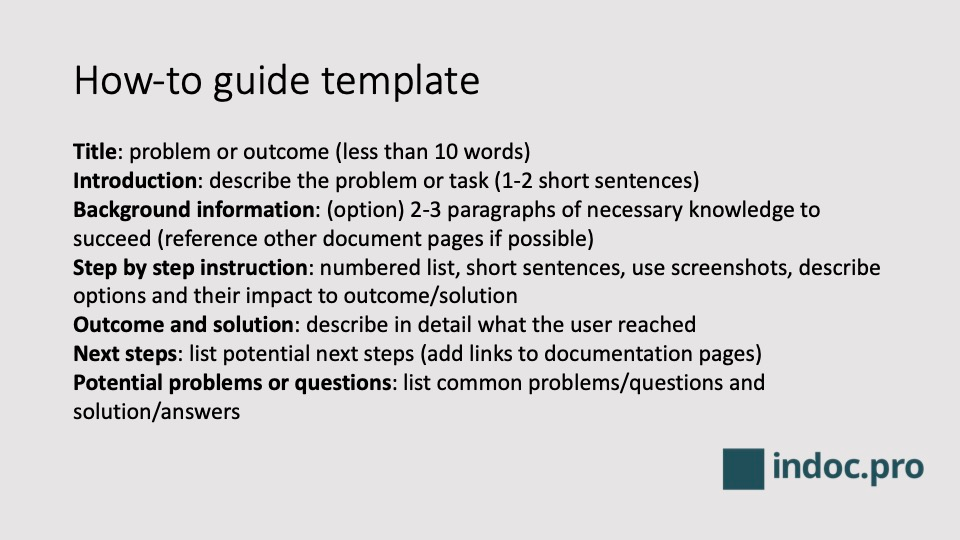 How-to guide template
Title: problem or outcome (less than 10 words)
Introduction: describe the problem or task (1-2 short sentences)
Background information: (option) 2-3 paragraphs of necessary knowledge to
succeed (reference other document pages if possible)
Step by step instruction: numbered list, short sentences, use screenshots, describe
options and their impact to outcome/solution
Outcome and solution: describe in detail what the user reached
Next steps: list potential next steps (add links to documentation pages)
Potential problems or questions: list common problems/questions and
solution/answers
indoc.pro